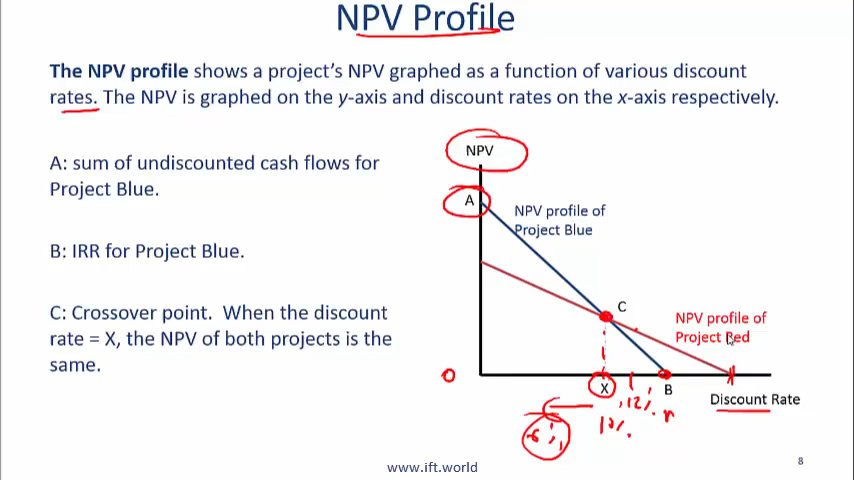 NPV Profile
The NPV profile shows a project's NPV graphed as a function of various discount
rates. The NPV is graphed on the y-axis and discount rates on the x-axis respectively.
A: sum of undiscounted cash flows for
Project Blue.
B: IRR for Project Blue.
C: Crossover point. When the discount
rate = X, the NPV of both projects is the
same.
NPV
A
NPV profile of
Project Blue
C
NPV profile of
Project Red
0
X
B
Discount Rate
12%
r
10%
www.ift.world
8